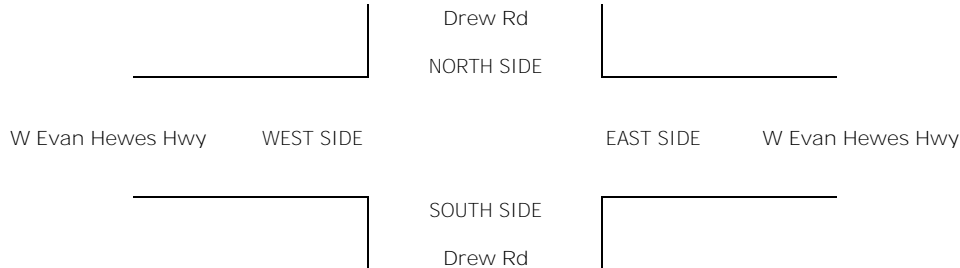 Drew Rd
NORTH SIDE
W Evan Hewes Hwy WEST SIDE EAST SIDE W Evan Hewes Hwy
SOUTH SIDE
Drew Rd